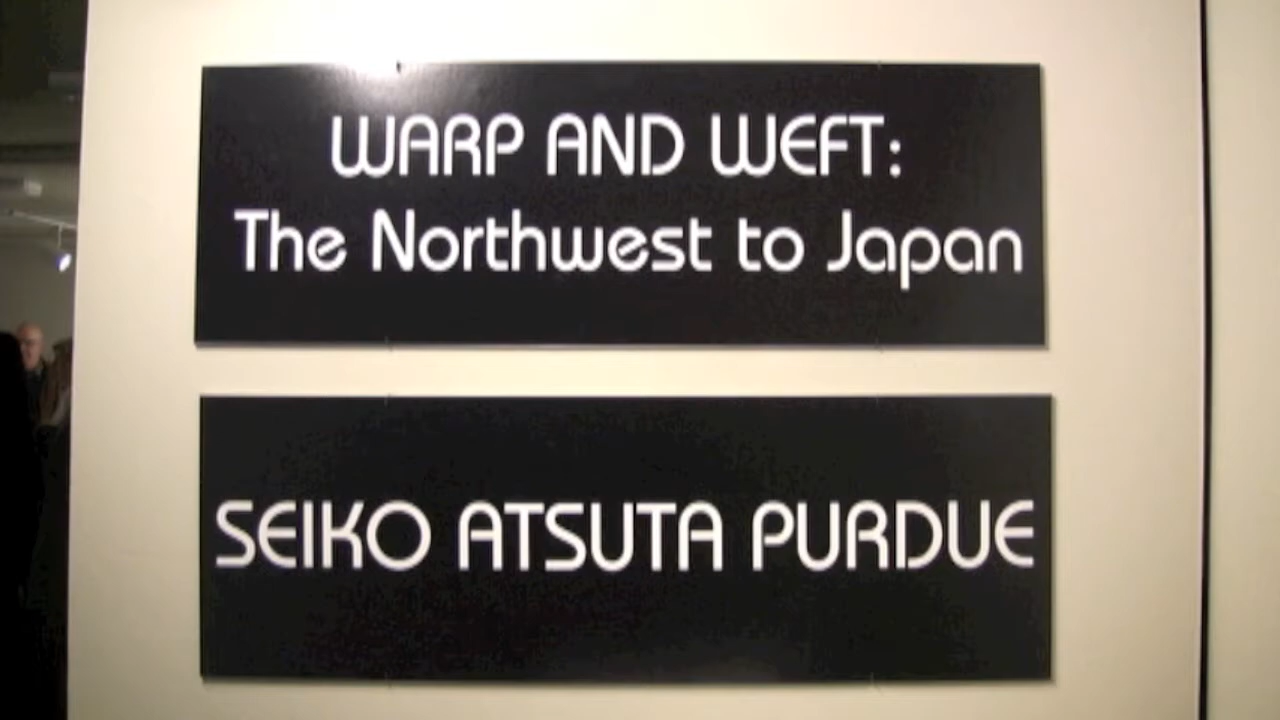 WARP AND WEFT:
The Northwest to Japan
SEIKO ATSUTA PURDUE